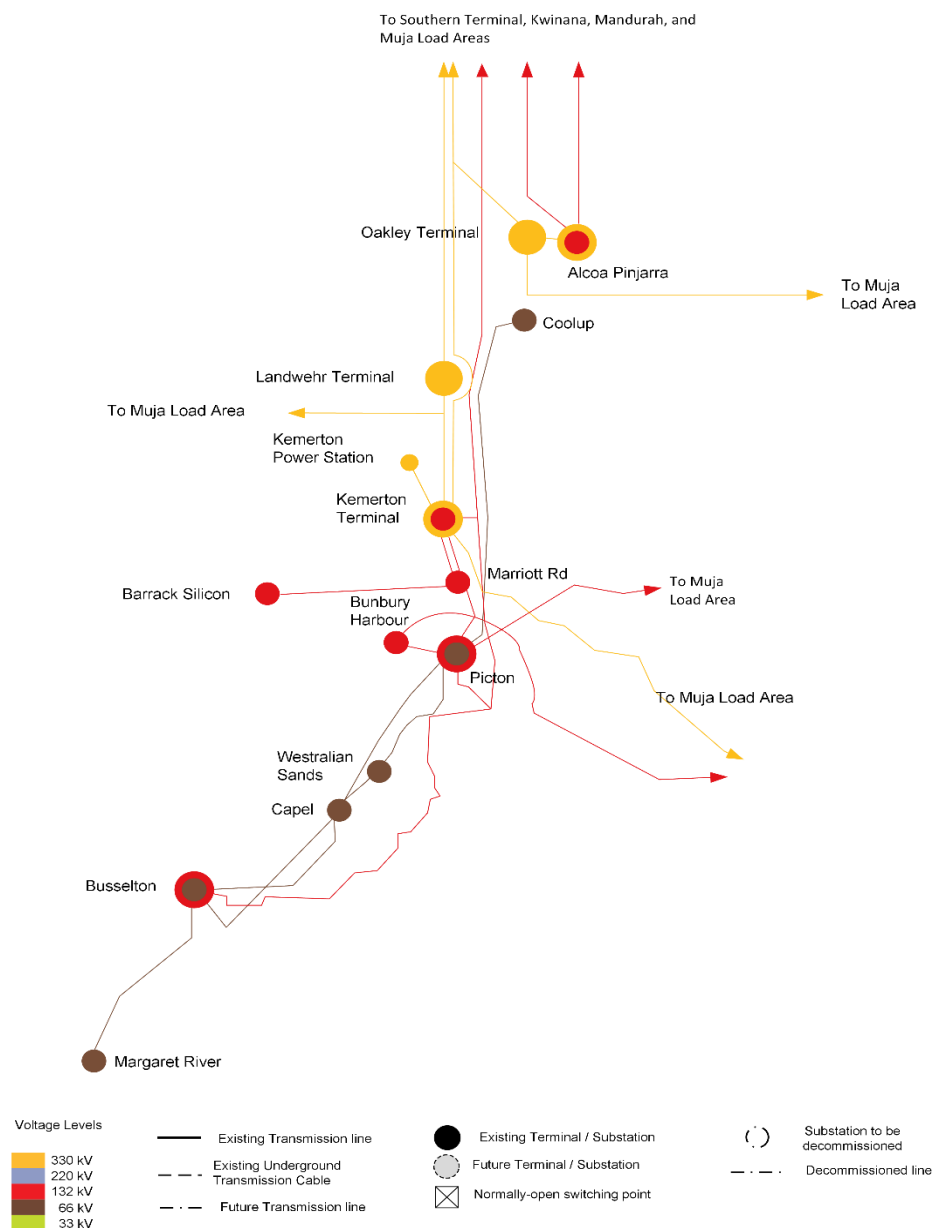 To Southern Terminal, Kwinana, Mandurah, and
Muja Load Areas
Oakley Terminal
Alcoa Pinjarra
To Muja
Load Area
Coolup
Landwehr Terminal
To Muja Load Area
Kemerton
Power Station
Kemerton
Terminal
Marriott Rd
Barrack Silicon
To Muja
Load Area
Bunbury
Harbour
Picton
To Muja Load Area
Westralian
Sands
Capel
Busselton
Margaret River
Voltage Levels
330 kV
220 kV
132 kV
66 kV
33 kV
Existing Transmission line
Existing Underground
Transmission Cable
Future Transmission line
Existing Terminal / Substation
Future Terminal / Substation
Normally-open switching point
Substation to be
decommissioned
Decommissioned line